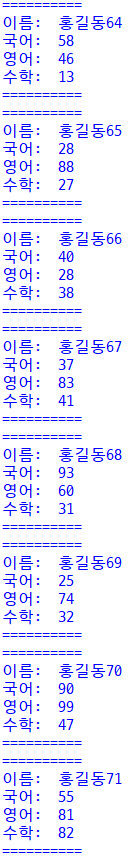 ==========
이름:  홍길동64
국어:  58
영어:  46
수학:  13
==========
==========
이름:  홍길동65
국어:  28
영어:  88
수학:  27
==========
==========
이름:  홍길동66
국어:  40
영어:  28
수학:  38
==========
==========
이름:  홍길동67
국어:  37
영어:  83
수학:  41
==========
==========
이름:  홍길동68
국어:  93
영어:  60
수학:  31
==========
==========
이름:  홍길동69
국어:  25
영어:  74
수학:  32
==========
==========
이름:  홍길동70
국어:  90
영어:  99
수학:  47
==========
==========
이름:  홍길동71
국어:  55
영어:  81
수학:  82
==========